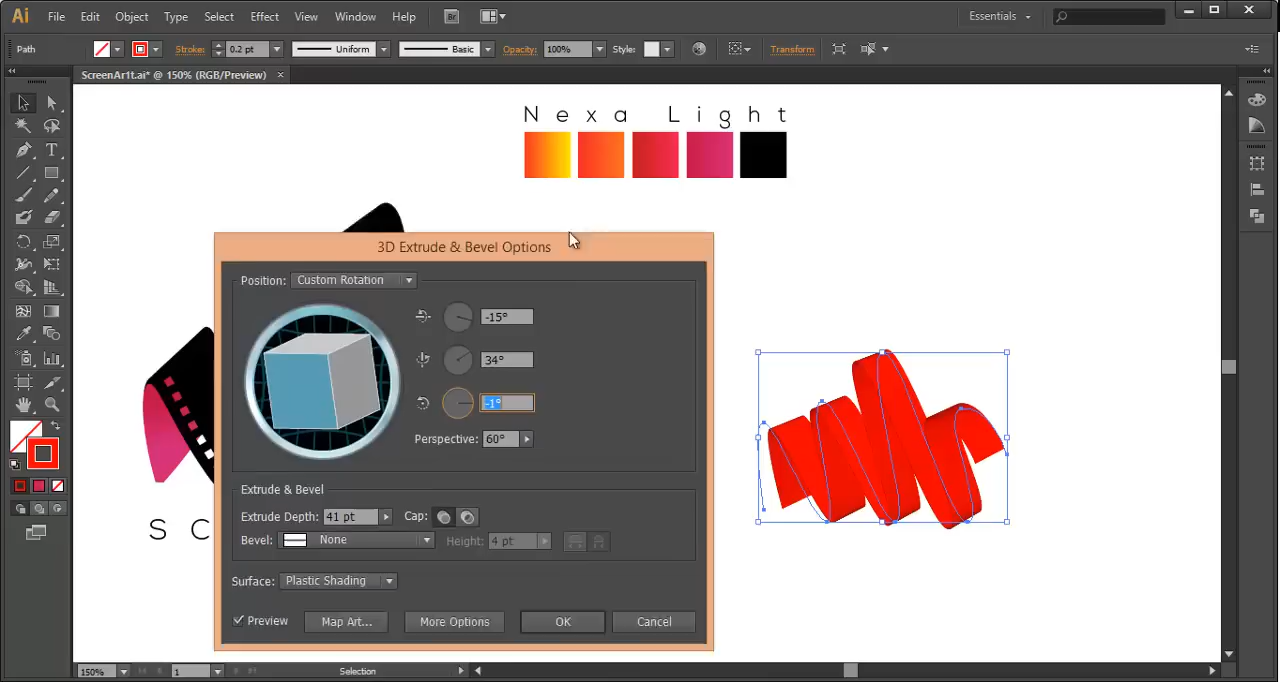 Ai File Edit Object Type Select Effect View Window Help Br Essentials
Path Stroke: 0.2 pt Uniform Basic Opacity: 100% Style: Transform
ScreenAr1t.ai* @ 150% (RGB/Preview) ×
Nexa Light
3D Extrude & Bevel Options
Position: Custom Rotation
-15°
34°
-1°
Perspective: 60°
Extrude & Bevel
Extrude Depth: 41 pt Cap:
Bevel: None Height: 4 pt
S C
Surface: Plastic Shading
Preview Map Art... More Options OK Cancel
150% 1 Selection